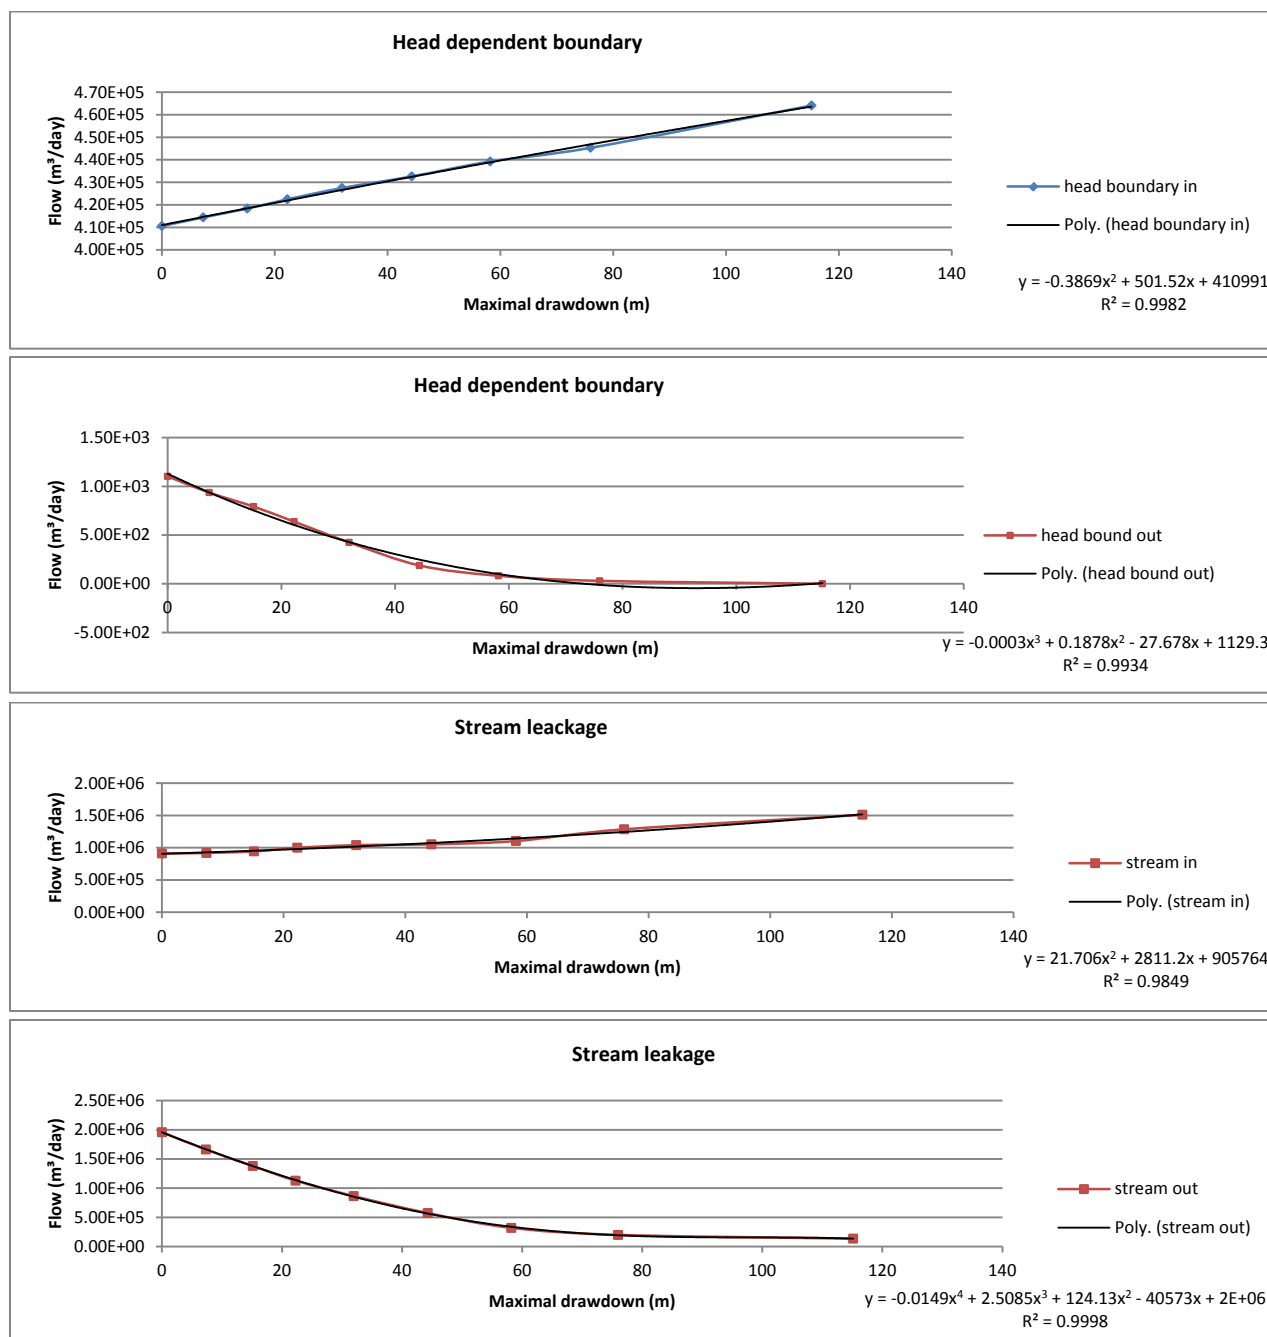 Head dependent boundary
4.70E+05
4.60E+05
4.50E+05
4.40E+05
4.30E+05
4.20E+05
4.10E+05
4.00E+05
Flow (m³/day)
0 20 40 60 80 100 120 140
Maximal drawdown (m)
head boundary in
Poly. (head boundary in)
y = -0.3869x² + 501.52x + 410991
R² = 0.9982
Head dependent boundary
1.50E+03
1.00E+03
5.00E+02
0.00E+00
-5.00E+02
Flow (m³/day)
0 20 40 60 80 100 120 140
Maximal drawdown (m)
head bound out
Poly. (head bound out)
y = -0.0003x³ + 0.1878x² - 27.678x + 1129.3
R² = 0.9934
Stream leackage
2.00E+06
1.50E+06
1.00E+06
5.00E+05
0.00E+00
Flow (m³/day)
0 20 40 60 80 100 120 140
Maximal drawdown (m)
stream in
Poly. (stream in)
y = 21.706x² + 2811.2x + 905764
R² = 0.9849
Stream leakage
2.50E+06
2.00E+06
1.50E+06
1.00E+06
5.00E+05
0.00E+00
Flow (m³/day)
0 20 40 60 80 100 120 140
Maximal drawdown (m)
stream out
Poly. (stream out)
y = -0.0149x⁴ + 2.5085x³ + 124.13x² - 40573x + 2E+06
R² = 0.9998